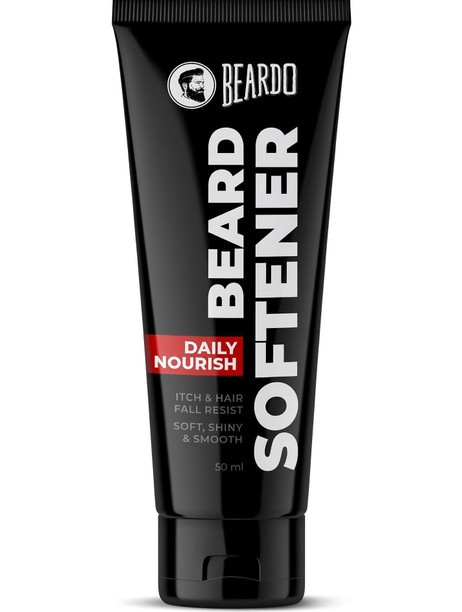 BEARDO
BEARD
SOFTENER
DAILY
NOURISH
ITCH & HAIR
FALL RESIST
SOFT, SHINY
& SMOOTH
50 ml